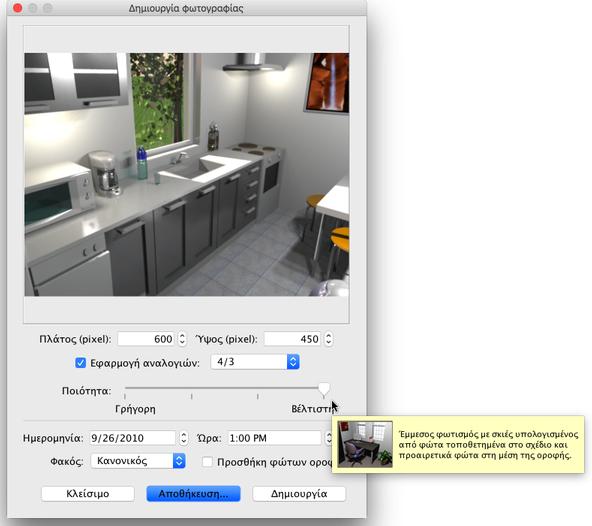 Δημιουργία φωτογραφίας
Πλάτος (pixel): 600 Ύψος (pixel): 450
Εφαρμογή αναλογιών: 4/3
Ποιότητα:
Γρήγορη Βέλτιστη
Ημερομηνία: 9/26/2010 Ώρα: 1:00 PM
Φακός: Κανονικός Προσθήκη φώτων
Έμμεσος φωτισμός με σκιές υπολογισμένος
από φώτα τοποθετημένα στο σχέδιο και
προαιρετικά φώτα στη μέση της οροφής.
Κλείσιμο Αποθήκευση... Δημιουργία